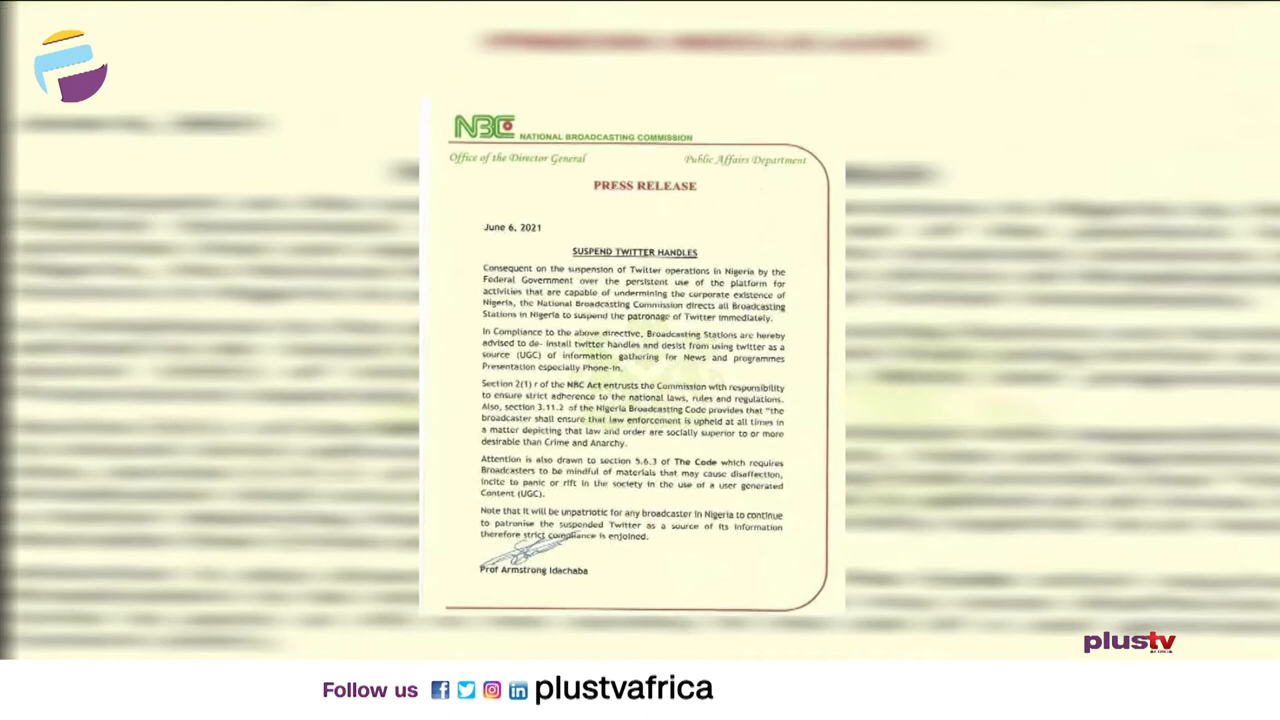 NBC NATIONAL BROADCASTING COMMISSION
Office of the Director General Public Affairs Department
PRESS RELEASE
June 6, 2021
SUSPEND TWITTER HANDLES
Consequent on the suspension of Twitter operations in Nigeria by the
Federal Government over the persistent use of the platform for
activities that are capable of undermining the corporate existence of
Nigeria, the National Broadcasting Commission directs all Broadcasting
Stations in Nigeria to suspend the patronage of Twitter immediately.
In Compliance to the above directive, Broadcasting Stations are hereby
advised to de- install twitter handles and desist from using twitter as a
source (UGC) of information gathering for News and programmes
Presentation especially Phone-in.
Section 2(1) r of the NBC Act entrusts the Commission with responsibility
to ensure strict adherence to the national laws, rules and regulations.
Also, section 3.11.2 of the Nigeria Broadcasting Code provides that "the
broadcaster shall ensure that law enforcement is upheld at all times in
a matter depicting that law and order are socially superior to or more
desirable than Crime and Anarchy.
Attention is also drawn to section 5.6.3 of The Code which requires
Broadcasters to be mindful of materials that may cause disaffection,
incite to panic or rift in the society in the use of a user generated
Content (UGC).
Note that it will be unpatriotic for any broadcaster in Nigeria to continue
to patronise the suspended Twitter as a source of its information
therefore strict compliance is enjoined.
Prof Armstrong Idachaba
plustv
Follow us plustvafrica